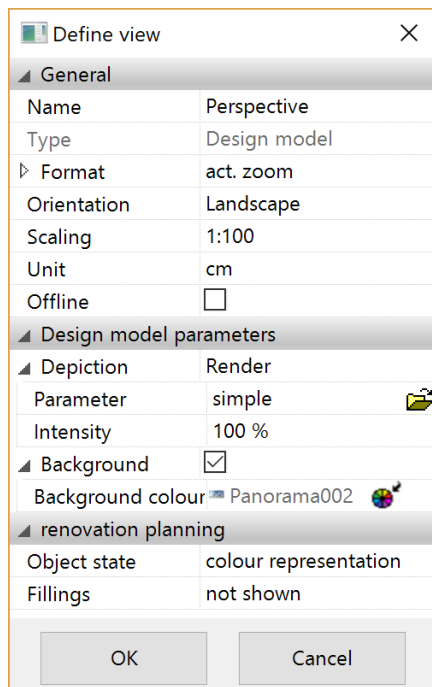 Define view
General
Name Perspective
Type Design model
Format act. zoom
Orientation Landscape
Scaling 1:100
Unit cm
Offline
Design model parameters
Depiction Render
Parameter simple
Intensity 100 %
Background
Background colour Panorama002
renovation planning
Object state colour representation
Fillings not shown
OK Cancel